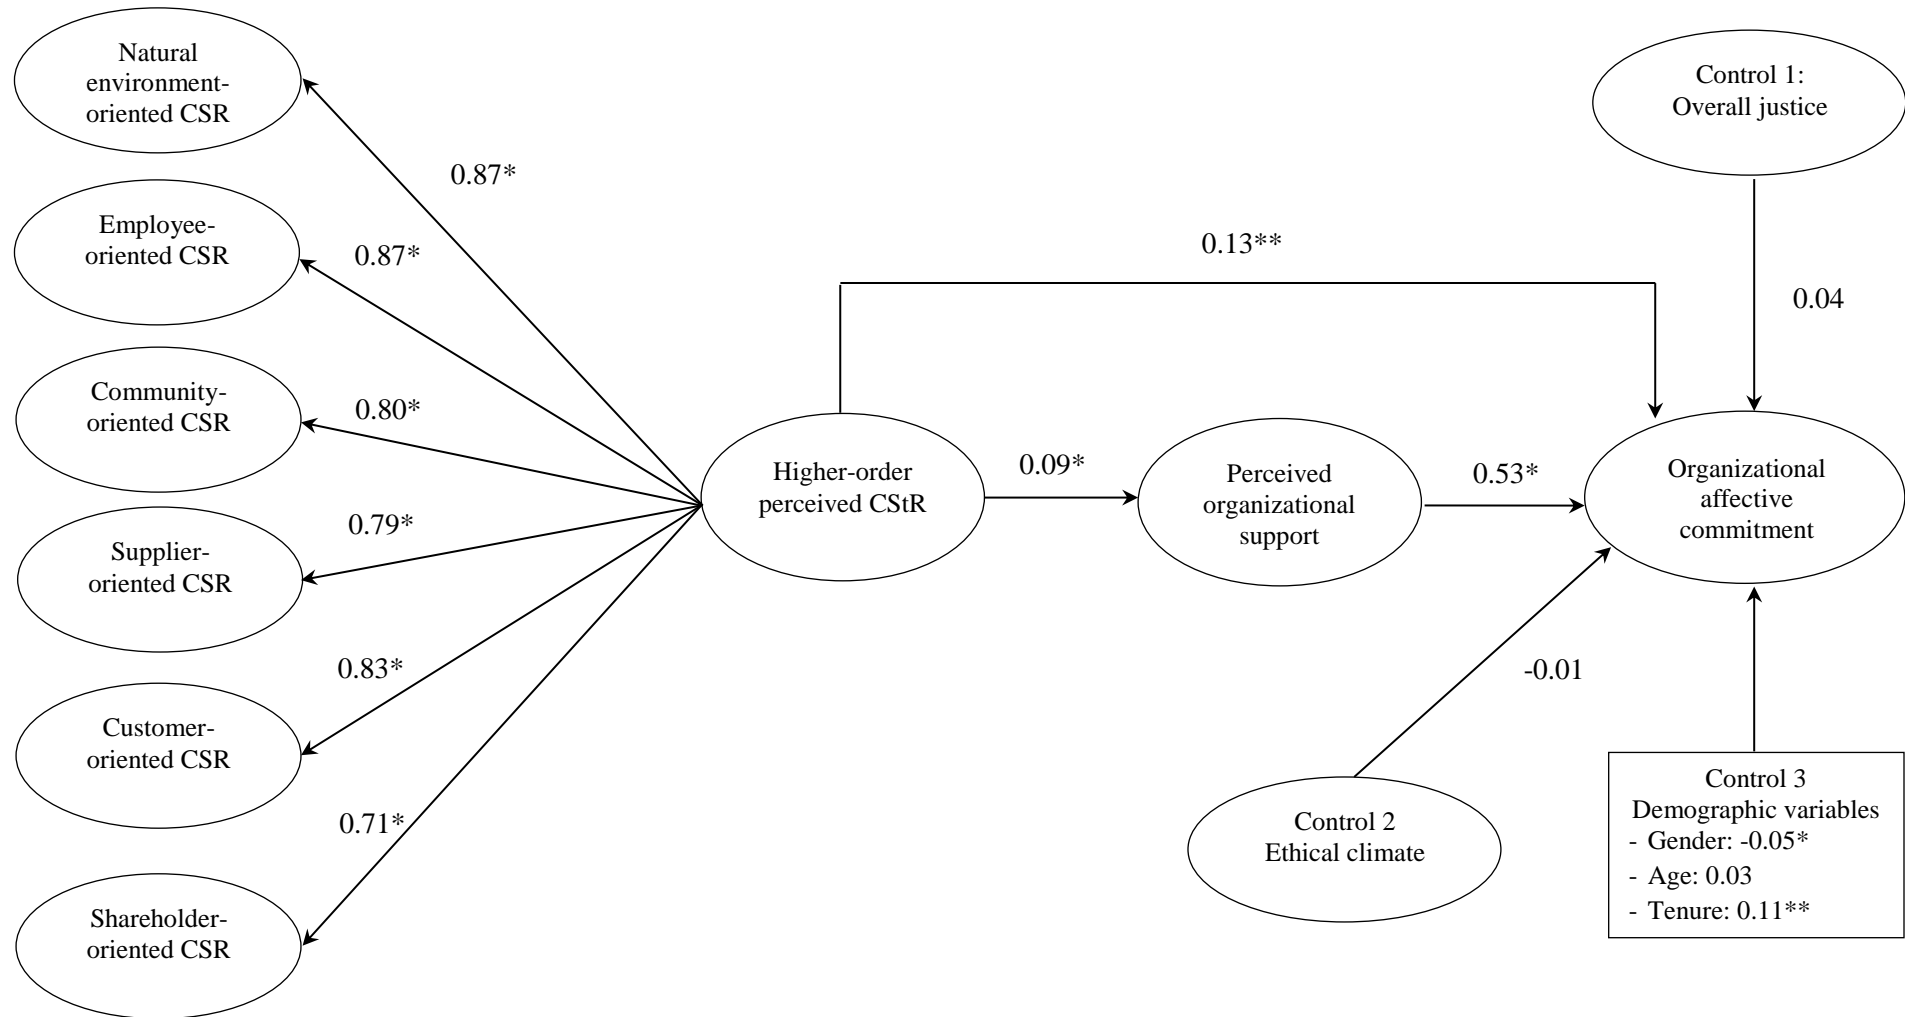 Natural
environment-
oriented CSR
0.87*
Employee-
oriented CSR
0.87*
Community-
oriented CSR
0.80*
Supplier-
oriented CSR
0.79*
Customer-
oriented CSR
0.83*
Shareholder-
oriented CSR
0.71*
Higher-order
perceived CStR
0.13**
0.09*
Perceived
organizational
support
0.53*
Organizational
affective
commitment
Control 1:
Overall justice
0.04
Control 2
Ethical climate
-0.01
Control 3
Demographic variables
- Gender: -0.05*
- Age: 0.03
- Tenure: 0.11**